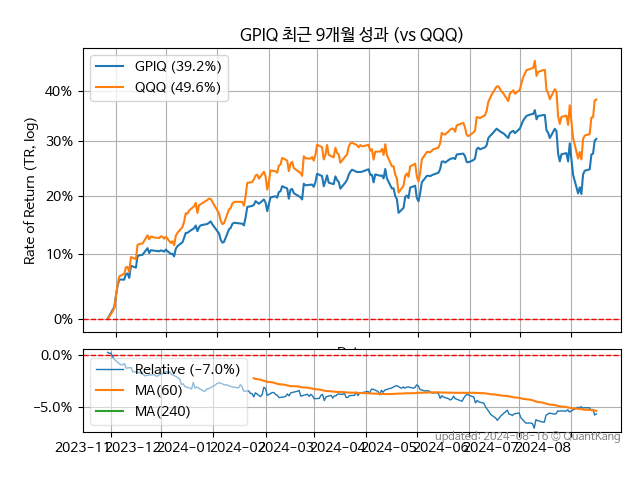 GPIQ 최근 9개월 성과 (vs QQQ)
GPIQ (39.2%)
QQQ (49.6%)
Rate of Return (TR, log)
40%
30%
20%
10%
0%
0.0%
−5.0%
Relative (−7.0%)
MA(60)
MA(240)
2023−11
2023−12
2024−01
2024−02
2024−03
2024−04
2024−05
2024−06
2024−07
2024−08
updated: 2024−08−16 © QuantKang